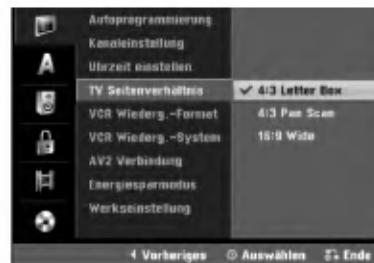 Autoprogrammierung
Kanaleinstellung
Uhrzeit einstellen
TV Seitenverhältnis
✔ 4:3 Letter Box
VCR Wiederg.-Format
4:3 Pan Scan
VCR Wiederg.-System
16:9 Wide
AV2 Verbindung
Energiesparmodus
Werkseinstellung
A
Vorheriges
Auswählen
Ende